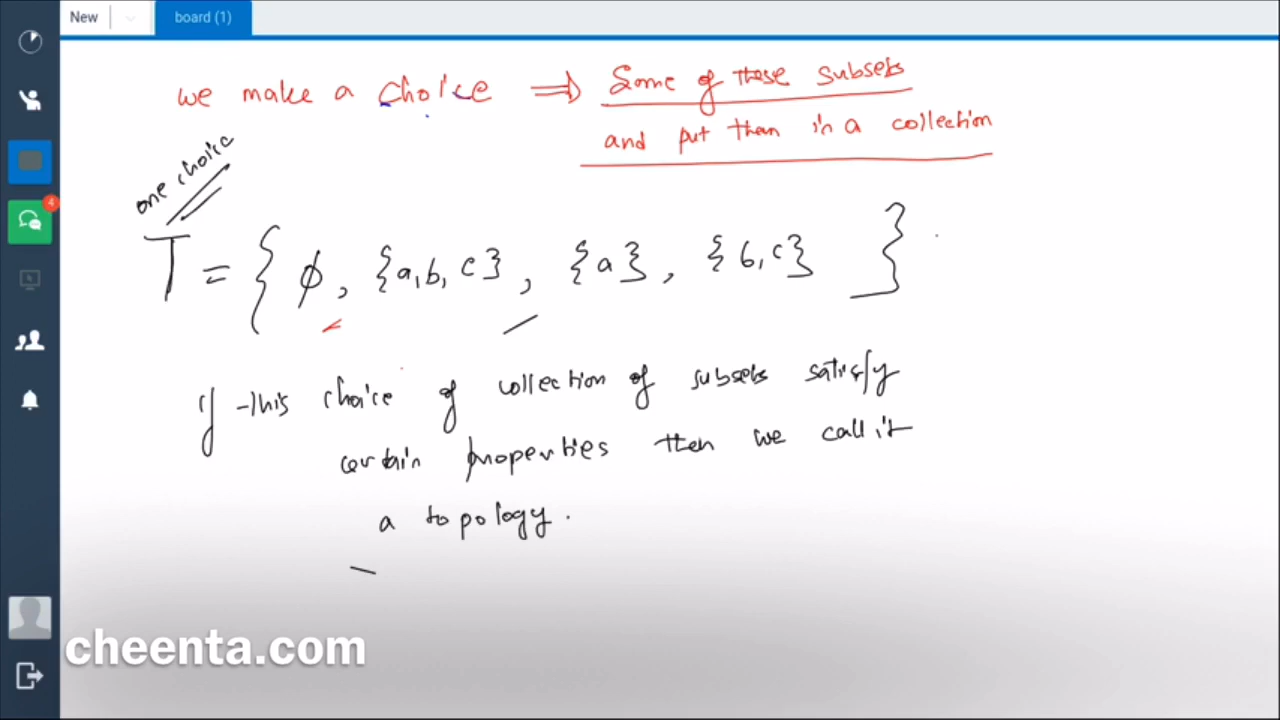 New
board (1)
we make a choice ⇒ Some of these subsets
and put them in a collection
one choice
T = { ϕ, {a, b, c}, {a}, {b, c} }
4
if this choice of collection of subsets satisfy
certain properties then we call it
a topology.
cheenta.com